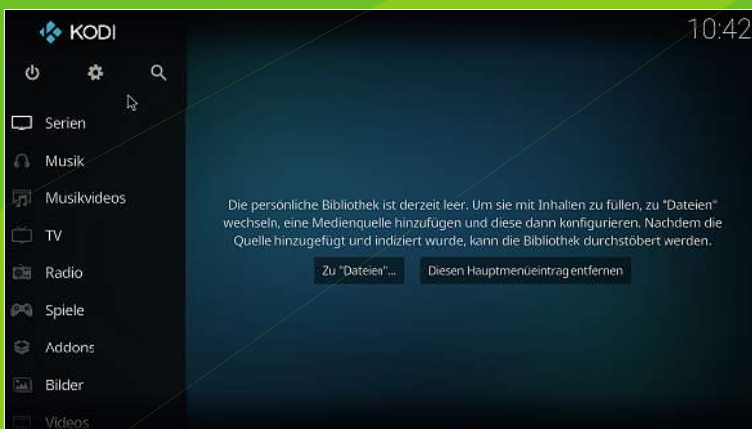 KODI
10:42
Serien
Musik
Musikvideos
TV
Radio
Spiele
Addons
Bilder
Videos
Die persönliche Bibliothek ist derzeit leer. Um sie mit Inhalten zu füllen, zu "Dateien"
wechseln, eine Medienquelle hinzufügen und diese dann konfigurieren. Nachdem die
Quelle hinzugefügt und indiziert wurde, kann die Bibliothek durchstöbert werden.
Zu "Dateien"...
Diesen Hauptmenüeintrag entfernen